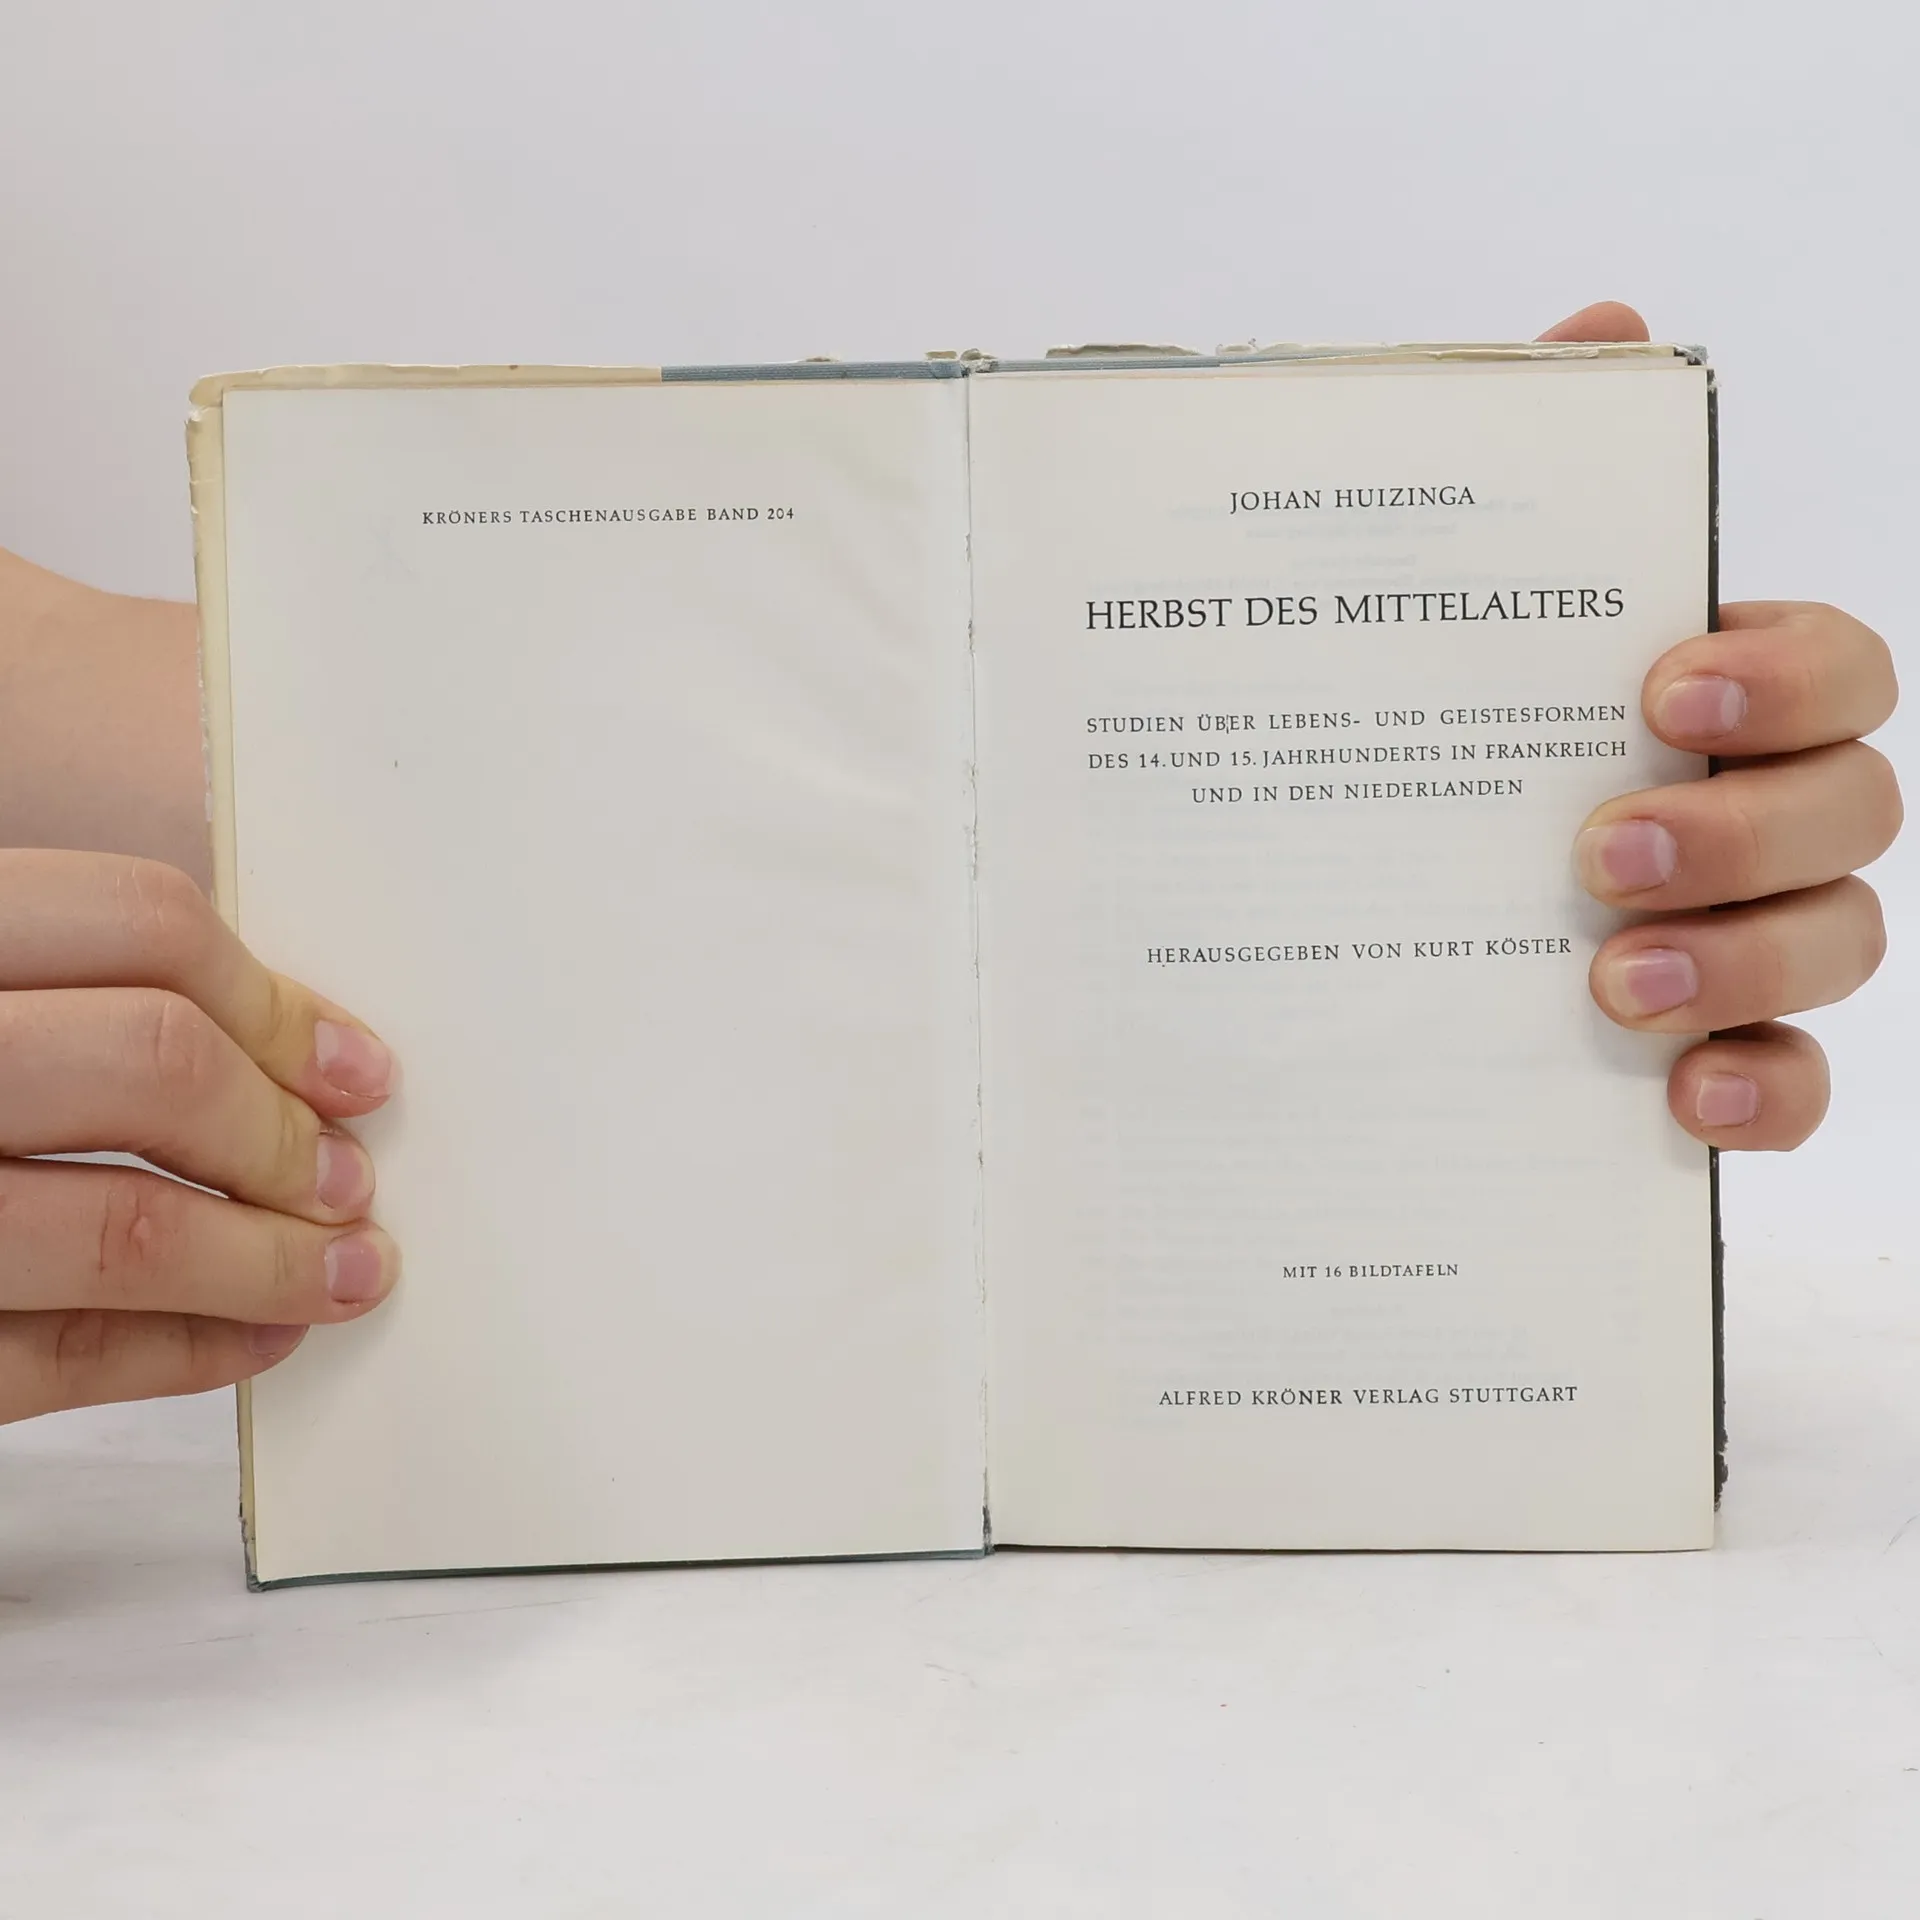 KRÖNERS TASCHENAUSGABE BAND 204
JOHAN HUIZINGA
HERBST DES MITTELALTERS
STUDIEN ÜBER LEBENS- UND GEISTESFORMEN
DES 14. UND 15. JAHRHUNDERTS IN FRANKREICH
UND IN DEN NIEDERLANDEN
HERAUSGEGEBEN VON KURT KÖSTER
MIT 16 BILDTAFELN
ALFRED KRÖNER VERLAG STUTTGART